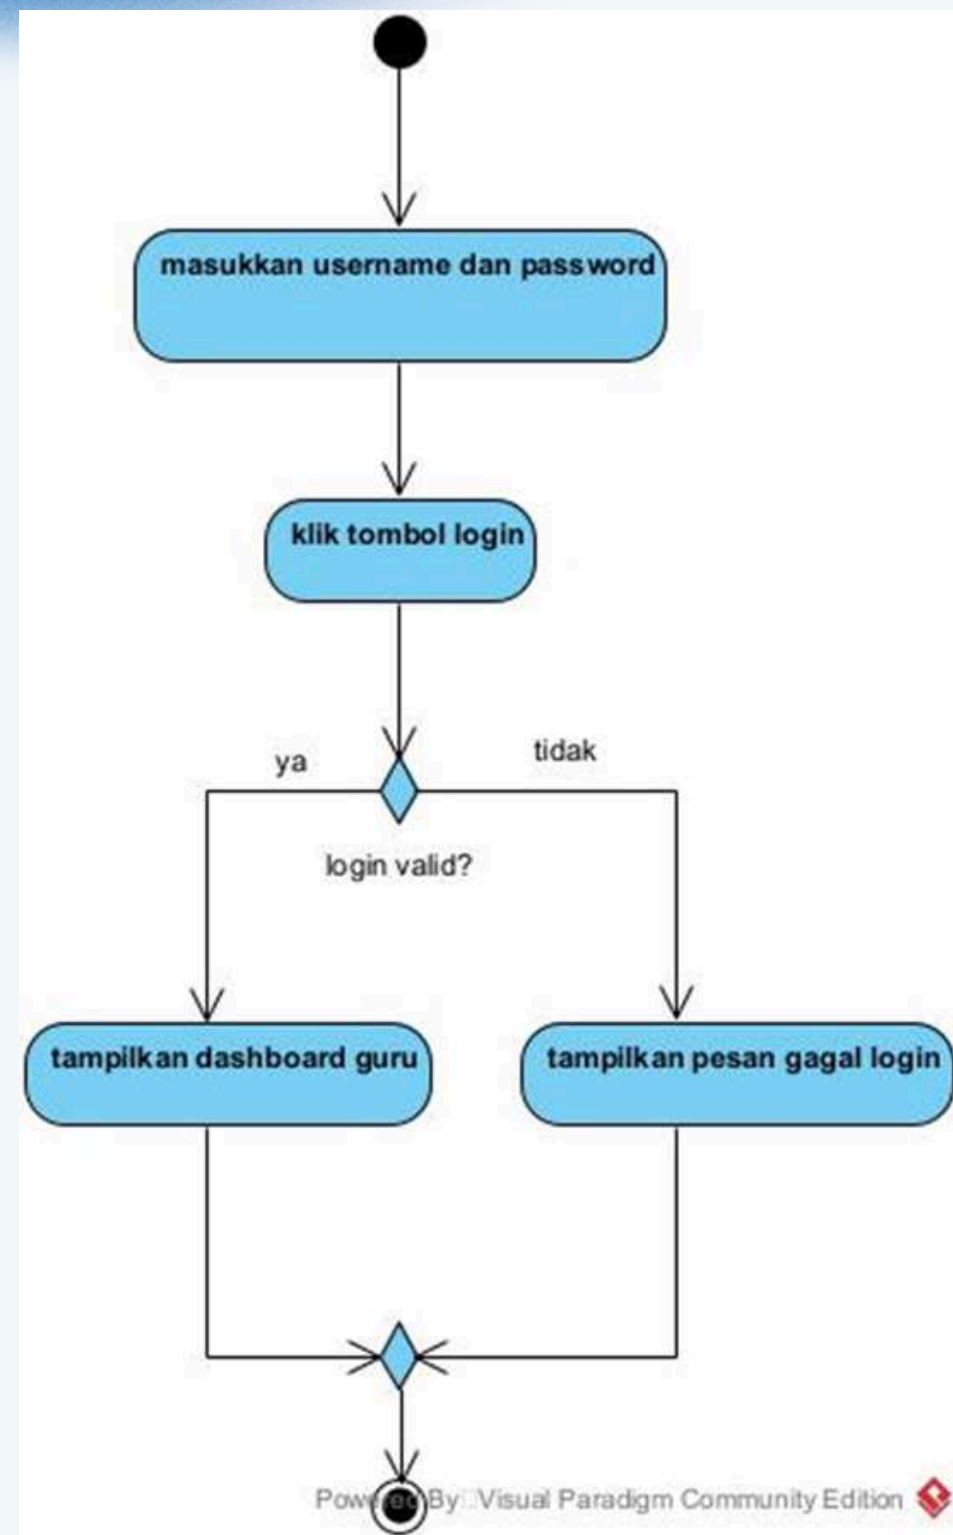 masukkan username dan password
klik tombol login
ya
tidak
login valid?
tampilkan dashboard guru
tampilkan pesan gagal login
Powered By Visual Paradigm Community Edition